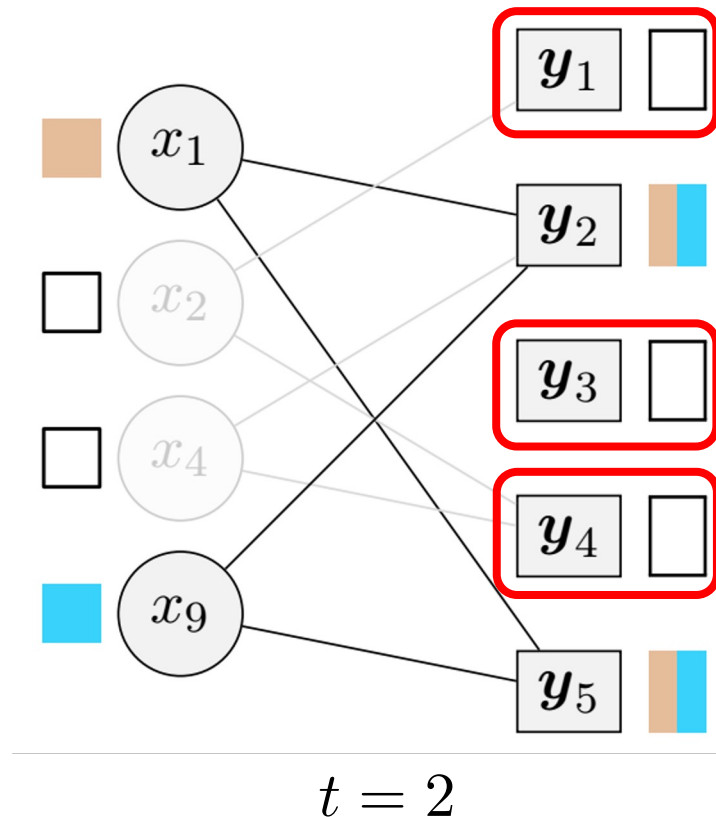 y₁
x₁
y₂
x₂
y₃
x₄
y₄
x₉
y₅
t = 2